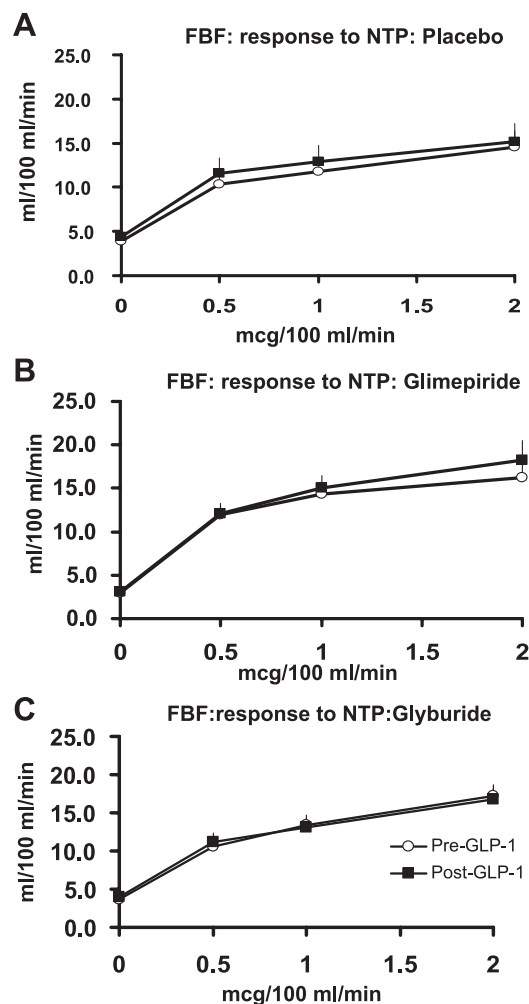 A
FBF: response to NTP: Placebo
25.0
20.0
15.0
10.0
5.0
0.0
ml/100 ml/min
0 0.5 1 1.5 2
mcg/100 ml/min
B
FBF: response to NTP: Glimepiride
25.0
20.0
15.0
10.0
5.0
0.0
ml/100 ml/min
0 0.5 1 1.5 2
mcg/100 ml/min
C
FBF:response to NTP:Glyburide
25.0
20.0
15.0
10.0
5.0
0.0
ml/100 ml/min
Pre-GLP-1
Post-GLP-1
0 0.5 1 1.5 2
mcg/100 ml/min